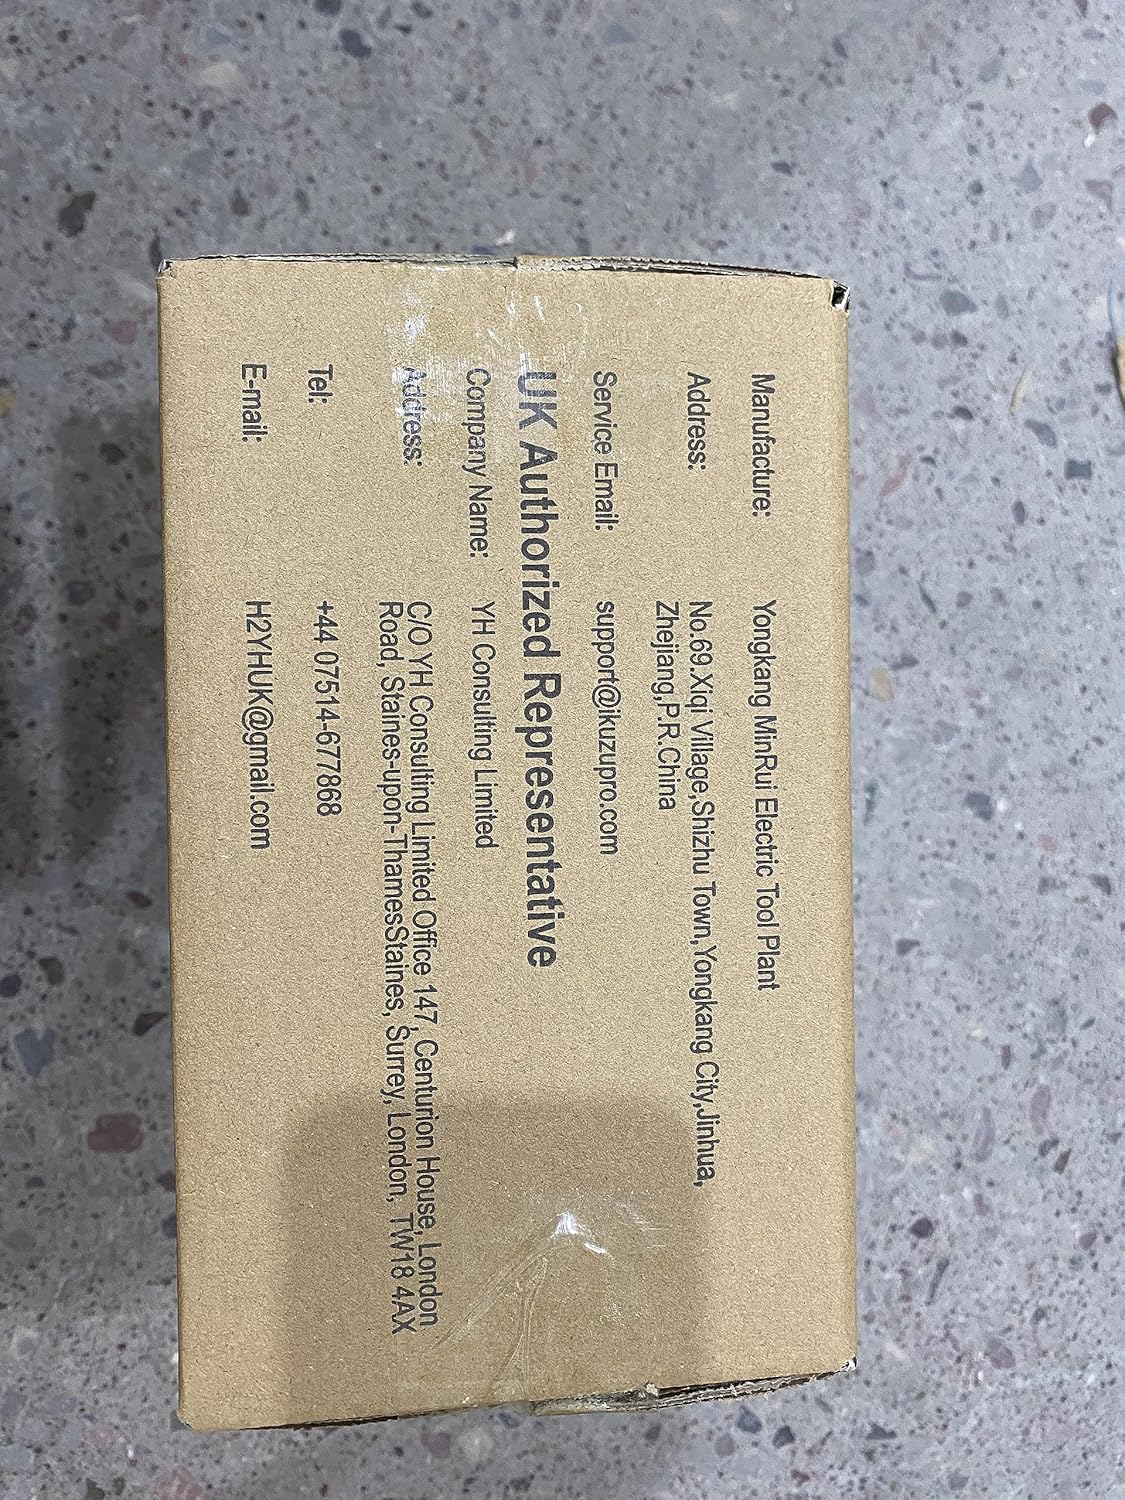 Manufacture: Yongkang MinRui Electric Tool Plant
Address: No.69.Xiqi Village,Shizhu Town,Yongkang City,Jinhua,
Zhejiang,P.R.China
Service Email: support@ikuzupro.com
UK Authorized Representative
Company Name: YH Consulting Limited
Address: C/O YH Consulting Limited Office 147, Centurion House, London
Road, Staines-upon-ThamesStaines, Surrey, London, TW18 4AX
Tel: +44 07514-677868
E-mail: H2YHUK@gmail.com